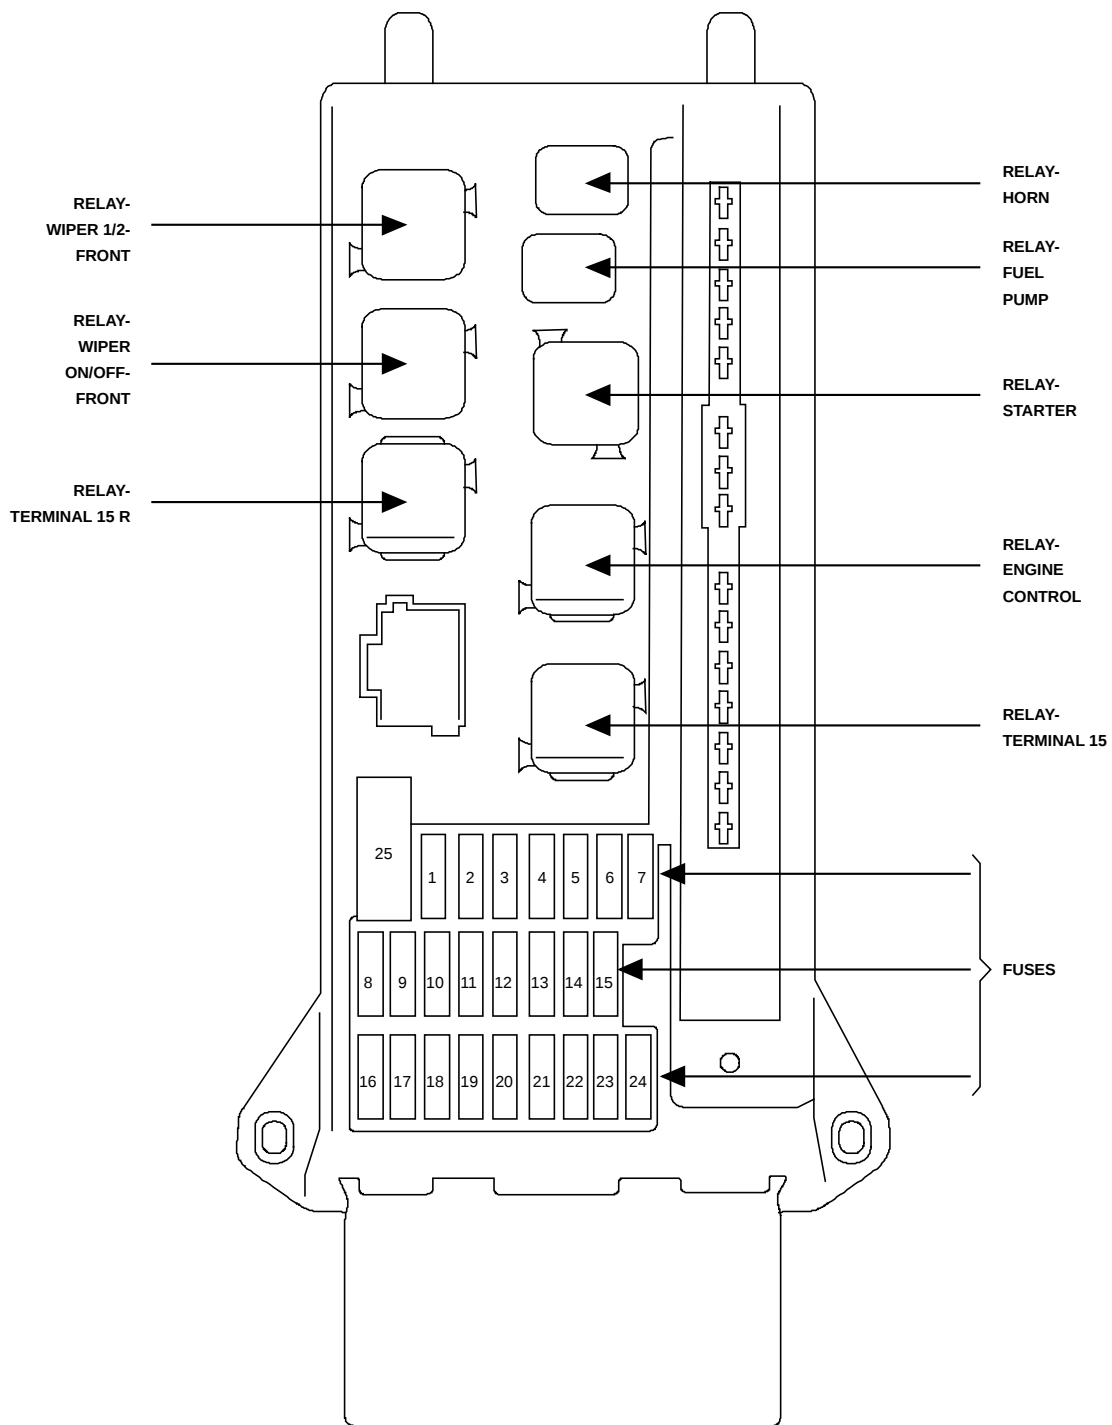 RELAY-
WIPER 1/2-
FRONT
RELAY-
WIPER
ON/OFF-
FRONT
RELAY-
TERMINAL 15 R
RELAY-
HORN
RELAY-
FUEL
PUMP
RELAY-
STARTER
RELAY-
ENGINE
CONTROL
RELAY-
TERMINAL 15
25
1 2 3 4 5 6 7
8 9 10 11 12 13 14 15
FUSES
16 17 18 19 20 21 22 23 24